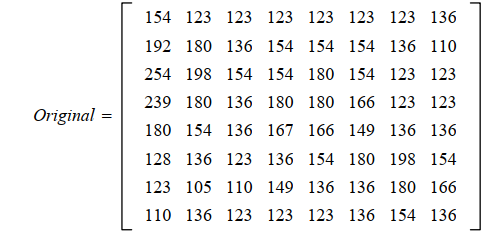 154 123 123 123 123 123 123 136
192 180 136 154 154 154 136 110
254 198 154 154 180 154 123 123
239 180 136 180 180 166 123 123
Original =
180 154 136 167 166 149 136 136
128 136 123 136 154 180 198 154
123 105 110 149 136 136 180 166
110 136 123 123 123 136 154 136